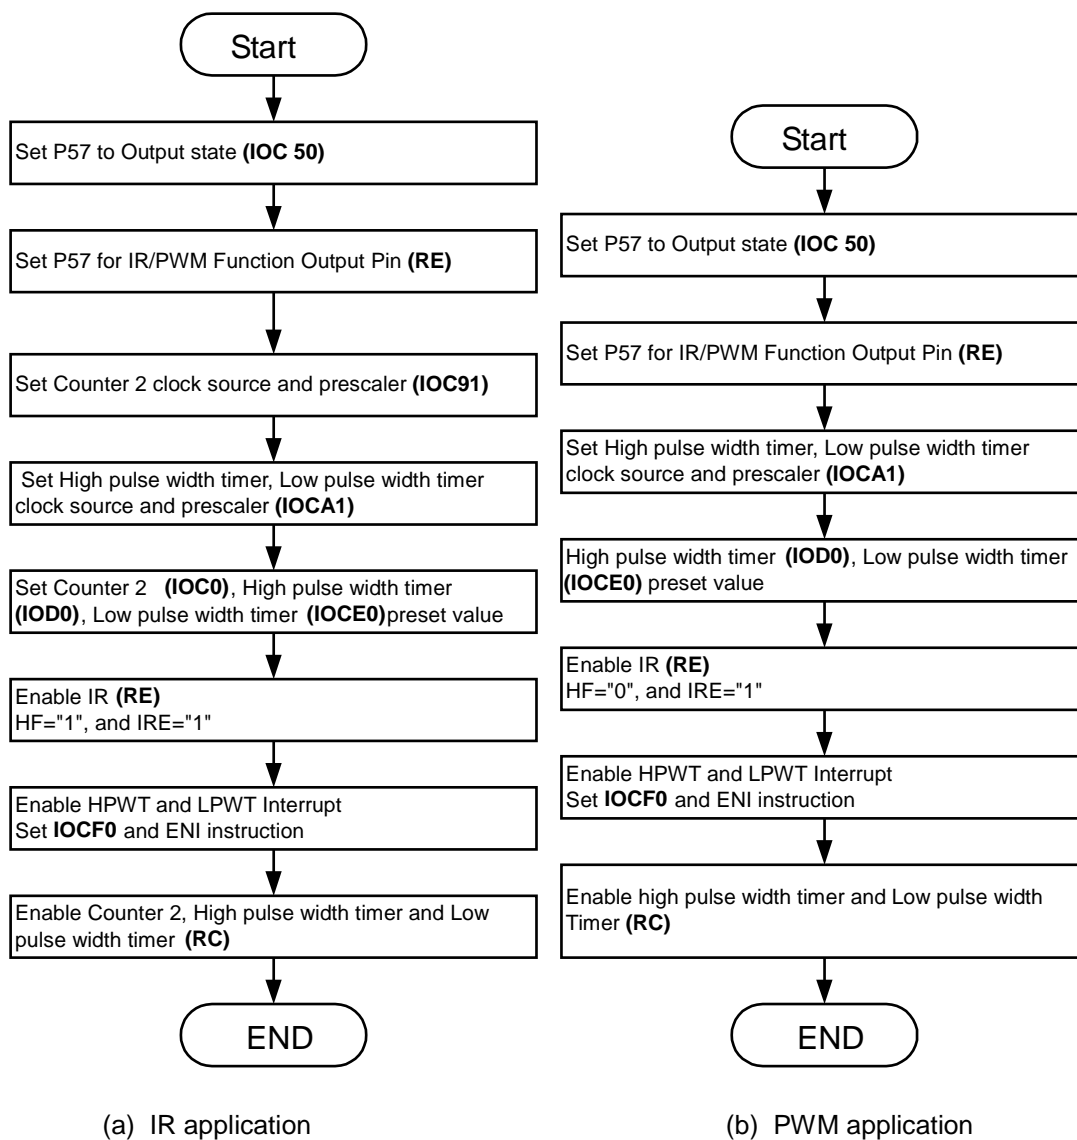 Start
Set P57 to Output state (IOC 50)
Set P57 for IR/PWM Function Output Pin (RE)
Set Counter 2 clock source and prescaler (IOC91)
Set High pulse width timer, Low pulse width timer
clock source and prescaler (IOCA1)
Set Counter 2 (IOC0), High pulse width timer
(IOD0), Low pulse width timer (IOCE0)preset value
Enable IR (RE)
HF="1", and IRE="1"
Enable HPWT and LPWT Interrupt
Set IOCF0 and ENI instruction
Enable Counter 2, High pulse width timer and Low
pulse width timer (RC)
END
(a) IR application
Start
Set P57 to Output state (IOC 50)
Set P57 for IR/PWM Function Output Pin (RE)
Set High pulse width timer, Low pulse width timer
clock source and prescaler (IOCA1)
High pulse width timer (IOD0), Low pulse width timer
(IOCE0) preset value
Enable IR (RE)
HF="0", and IRE="1"
Enable HPWT and LPWT Interrupt
Set IOCF0 and ENI instruction
Enable high pulse width timer and Low pulse width
Timer (RC)
END
(b) PWM application